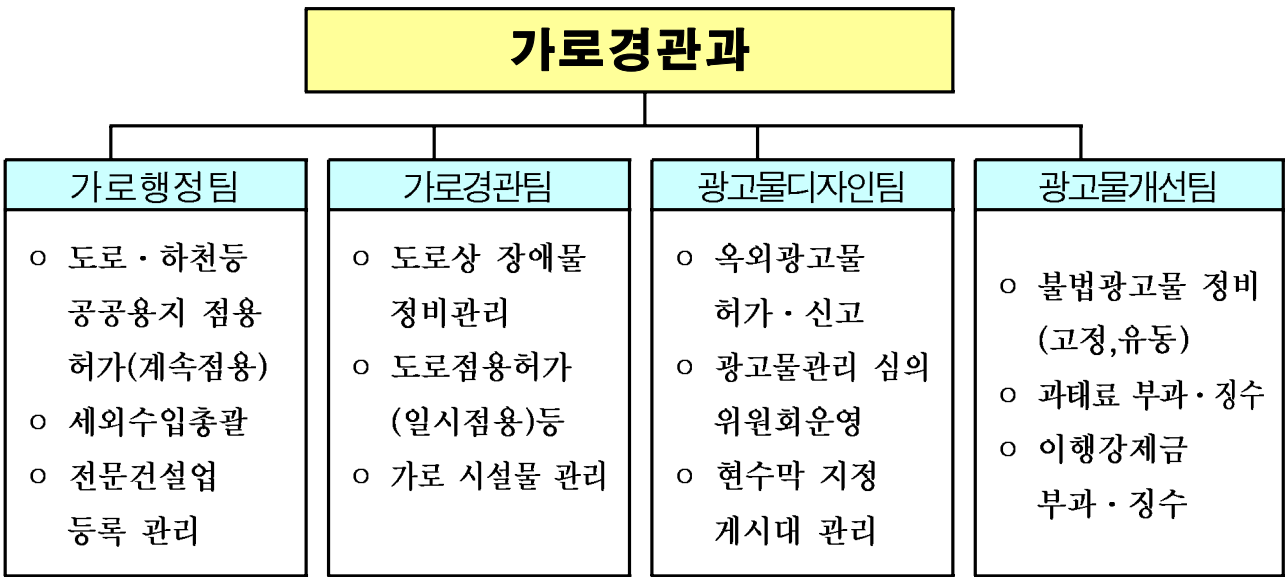 가로경관과
가로행정팀
ㅇ 도로·하천등
공공용지 점용
허가(계속점용)
ㅇ 세외수입총괄
ㅇ 전문건설업
등록 관리
가로경관팀
ㅇ 도로상 장애물
정비관리
ㅇ 도로점용허가
(일시점용)등
ㅇ 가로 시설물 관리
광고물디자인팀
ㅇ 옥외광고물
허가·신고
ㅇ 광고물관리 심의
위원회운영
ㅇ 현수막 지정
게시대 관리
광고물개선팀
ㅇ 불법광고물 정비
(고정,유동)
ㅇ 과태료 부과·징수
ㅇ 이행강제금
부과·징수